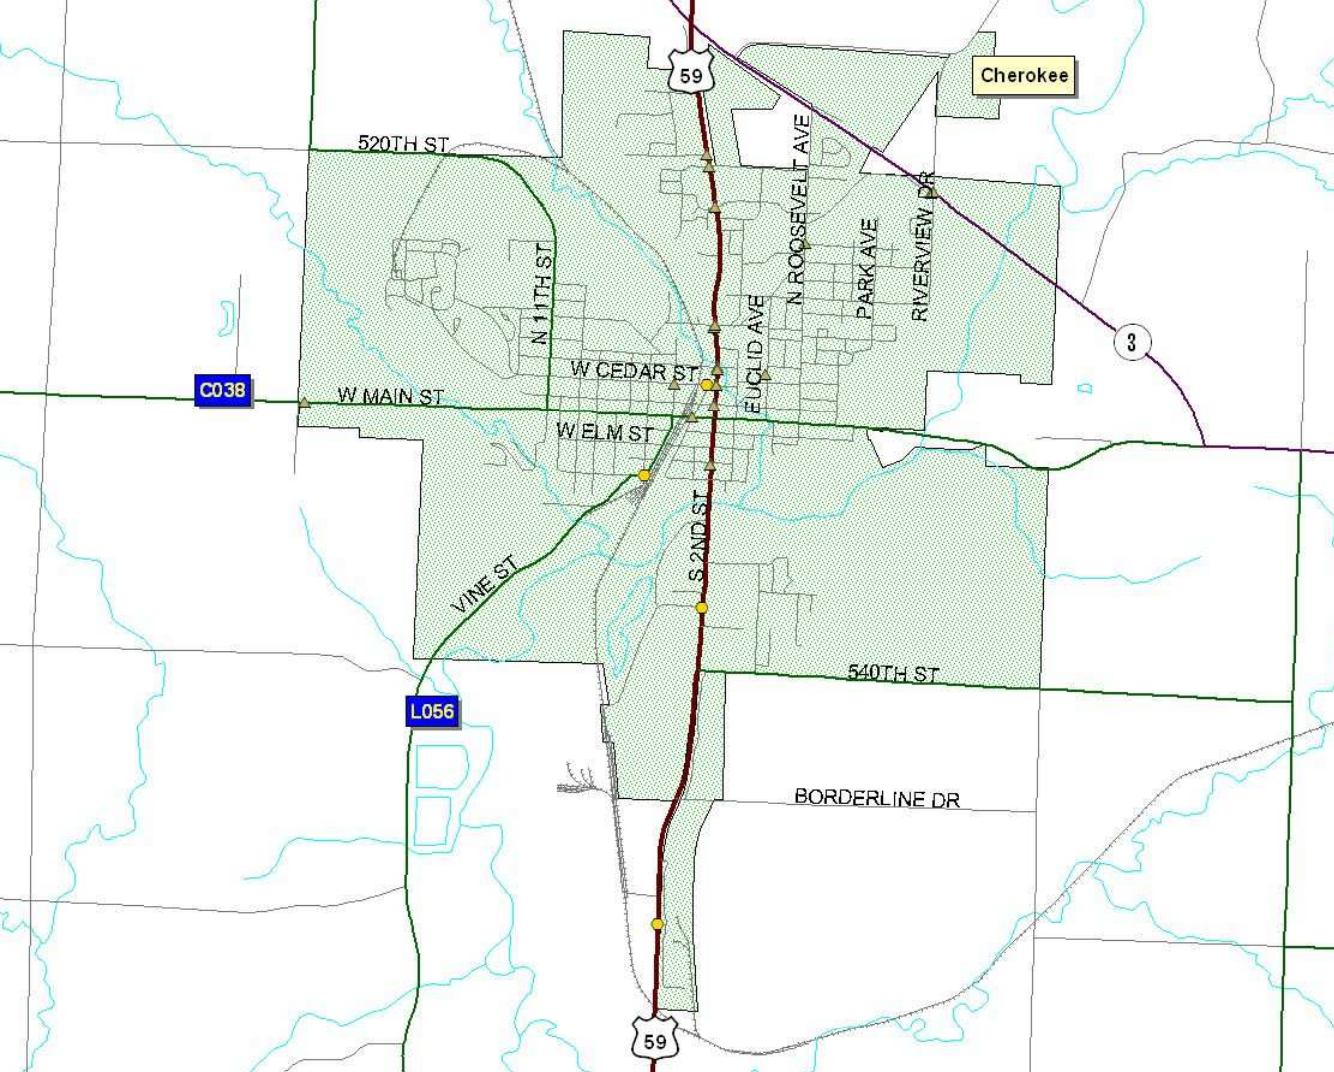 59
Cherokee
520TH ST
N ROOSEVELT AVE
RIVERVIEW DR
PARK AVE
N 11TH ST
EUCLID AVE
3
W CEDAR ST
C038
W MAIN ST
W ELM ST
S 2ND ST
VINE ST
540TH ST
L056
BORDERLINE DR
59